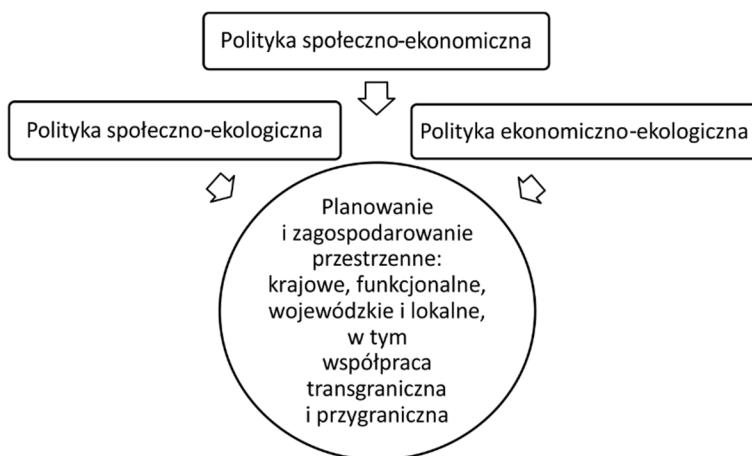 Polityka społeczno-ekonomiczna
Polityka społeczno-ekologiczna
Polityka ekonomiczno-ekologiczna
Planowanie
i zagospodarowanie
przestrzenne:
krajowe, funkcjonalne,
wojewódzkie i lokalne,
w tym
współpraca
transgraniczna
i przygraniczna